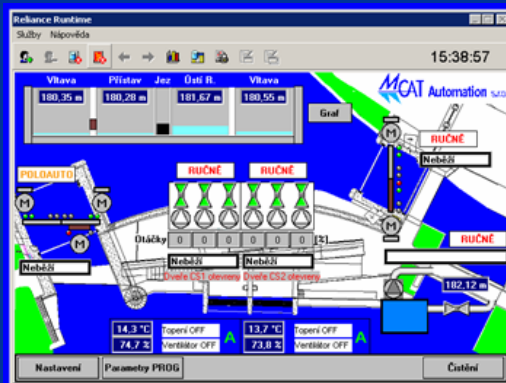 Reliance Runtime
Služby Nápověda
15:38:57
Vltava Přístav Jez Ústí R. Vltava
180,35 m 180,28 m 181,67 m 180,55 m
Graf
MCAT Automation s.r.o.
RUČNĚ
Neběží
POLOAUTO
RUČNĚ RUČNĚ
M
M M
M
M
RUČNĚ
Otáčky 0 0 0 0 0 0 [%]
Neběží Neběží Neběží
Dveře CS1 otevřeny Dveře CS2 otevřeny
182,12 m
14,3 °C Topení OFF A 13,7 °C Topení OFF A
74,7 % Ventilátor OFF 73,8 % Ventilátor OFF
Nastavení Parametry PROG Čistění